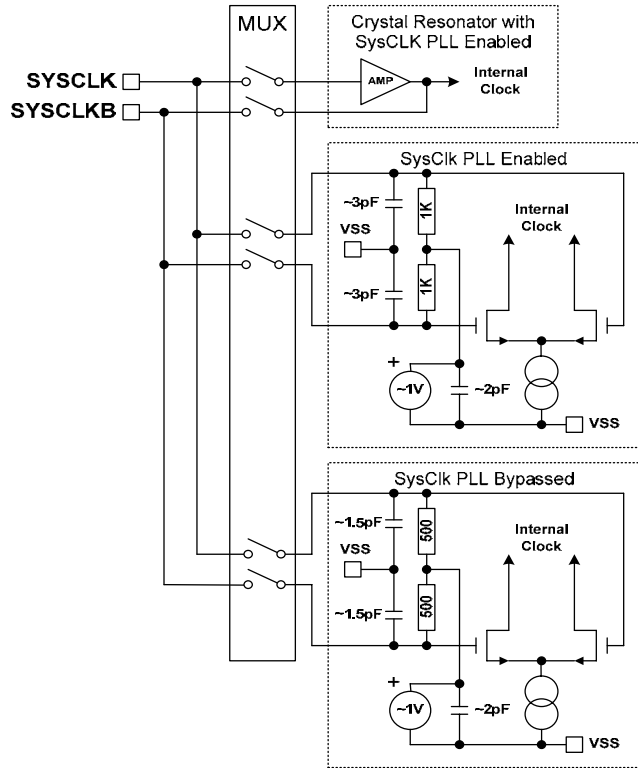 MUX
Crystal Resonator with
SysCLK PLL Enabled
SYSCLK
AMP
Internal
Clock
SYSCLKB
SysClk PLL Enabled
~3pF
1K
Internal
Clock
VSS
~3pF
1K
+
~1V
~2pF
VSS
SysClk PLL Bypassed
~1.5pF
500
Internal
Clock
VSS
~1.5pF
500
+
~1V
~2pF
VSS